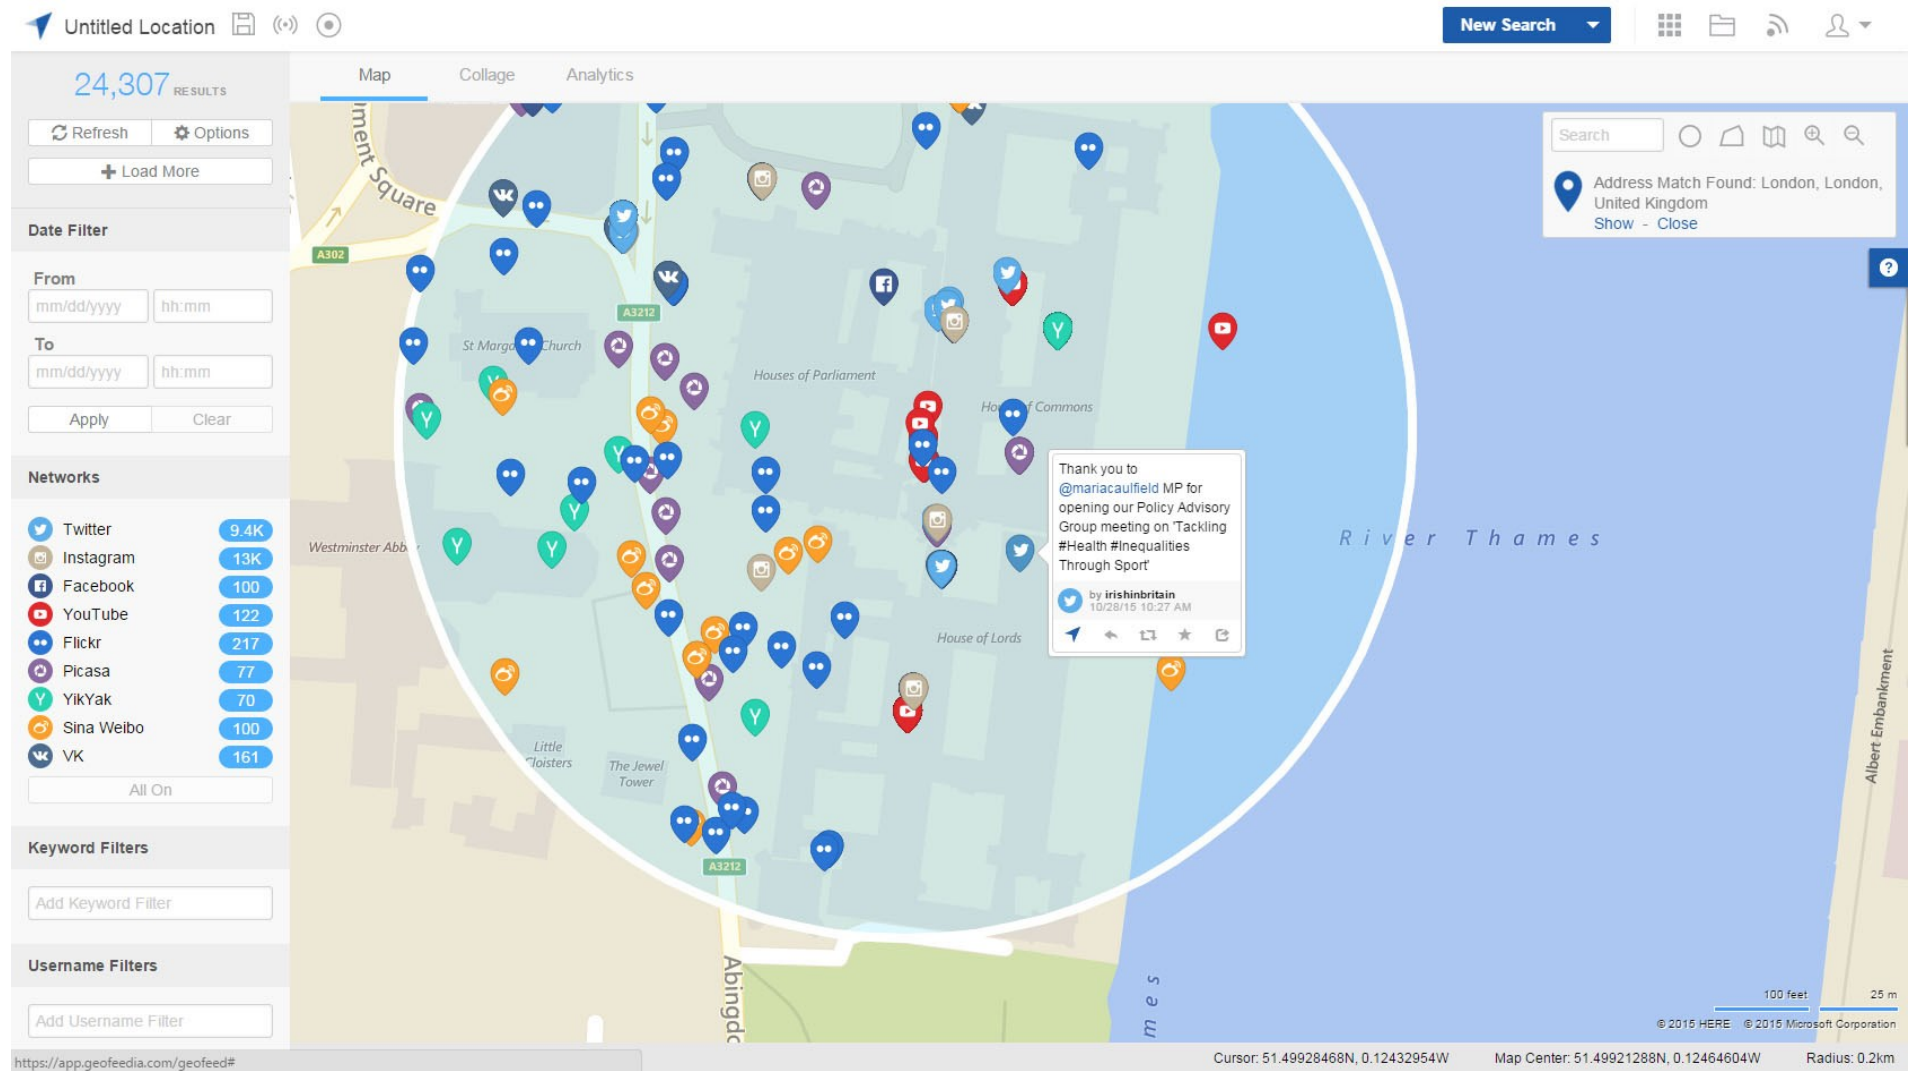 Untitled Location
New Search
24,307 RESULTS
Refresh
Options
Load More
Date Filter
From
mm/dd/yyyy
hh:mm
To
mm/dd/yyyy
hh:mm
Apply
Clear
Networks
Twitter 9.4K
Instagram 13K
Facebook 100
YouTube 122
Flickr 217
Picasa 77
YikYak 70
Sina Weibo 100
VK 161
All On
Keyword Filters
Add Keyword Filter
Username Filters
Add Username Filter
https://app.geofeedia.com/geofeed#
Map
Collage
Analytics
Search
Address Match Found: London, London,
United Kingdom
Show - Close
?
Square
A302
A3212
Church
Houses of Parliament
Commons
Westminster
House of Lords
Little
The Jewel
Tower
A3212
River Thames
Albert Embankment
Thank you to
@mariacaulfield MP for
opening our Policy Advisory
Group meeting on 'Tackling
#Health #Inequalities
Through Sport'
by irishinbritain
10/28/15 10:27 AM
100 feet
25 m
© 2015 HERE © 2015 Microsoft Corporation
Cursor: 51.49928468N, 0.12432954W
Map Center: 51.49921288N, 0.12464604W
Radius: 0.2km